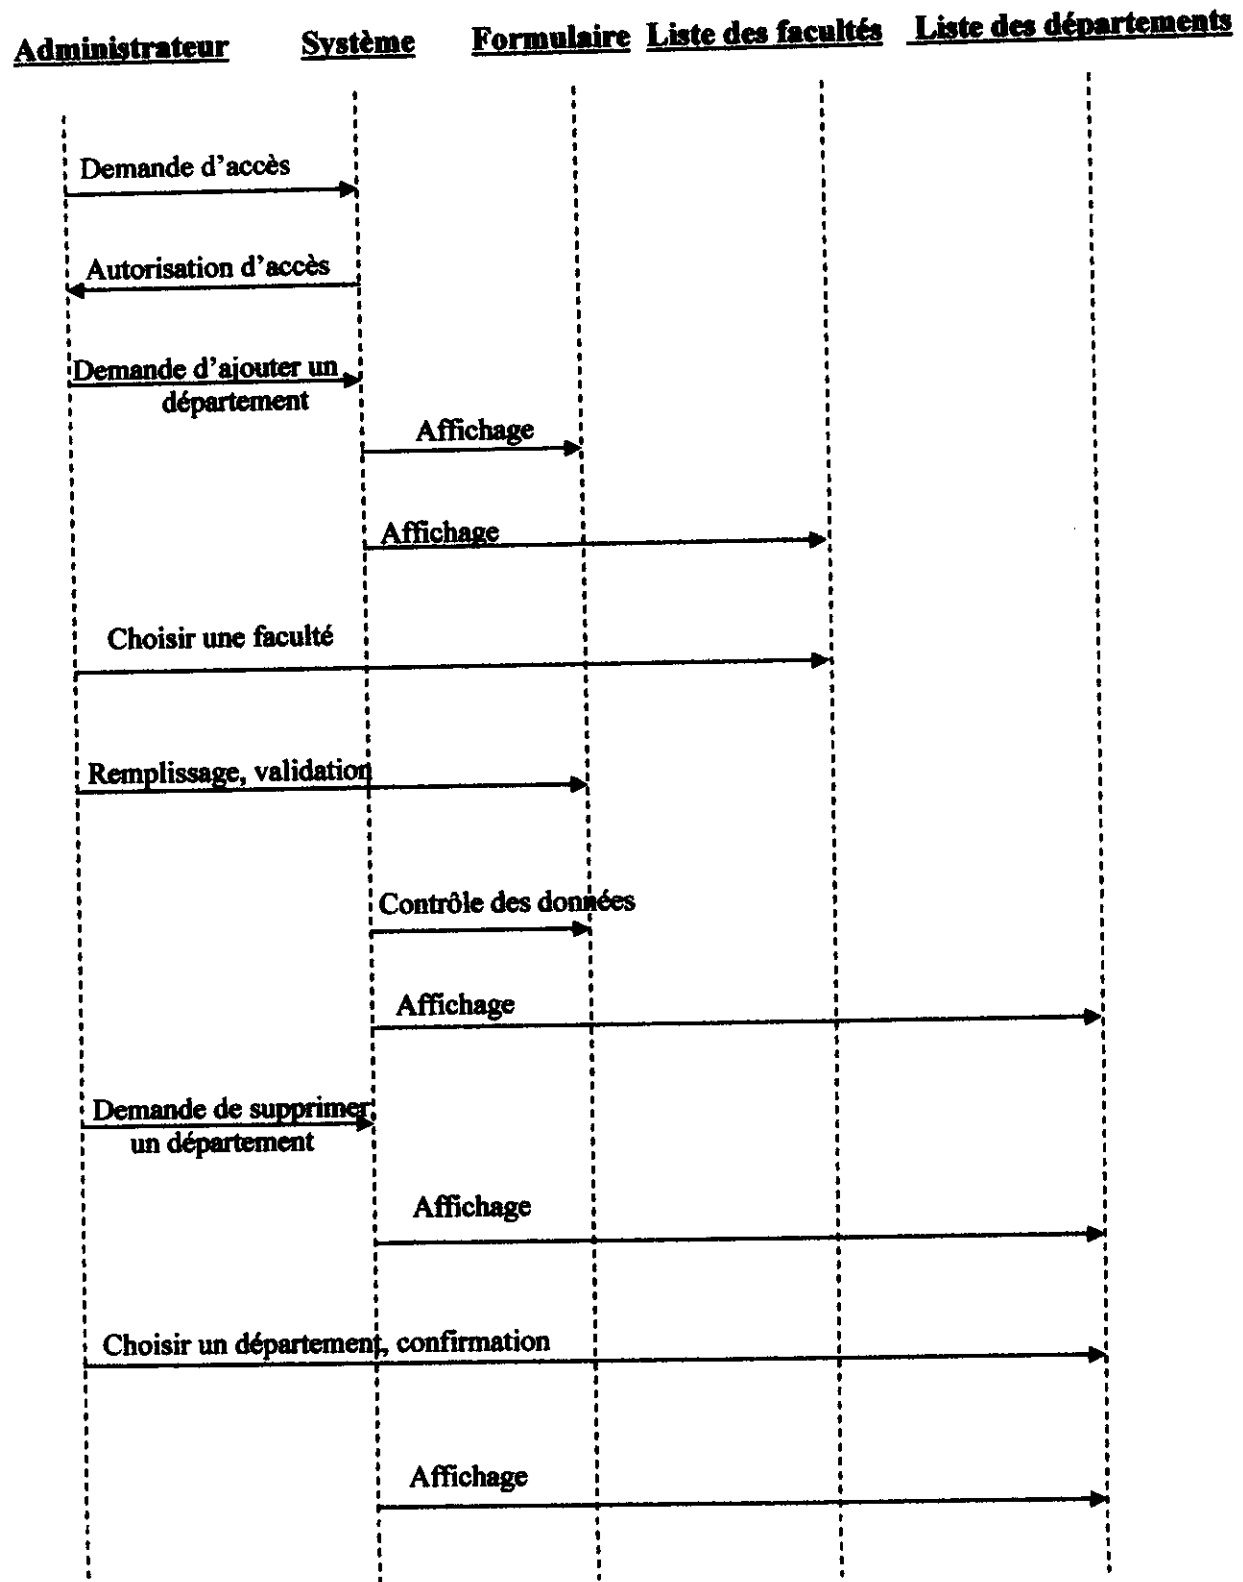 Administrateur Système Formulaire Liste des facultés Liste des départements
Demande d'accès
Autorisation d'accès
Demande d'ajouter un
département
Affichage
Affichage
Choisir une faculté
Remplissage, validation
Contrôle des données
Affichage
Demande de supprimer
un département
Affichage
Choisir un département, confirmation
Affichage